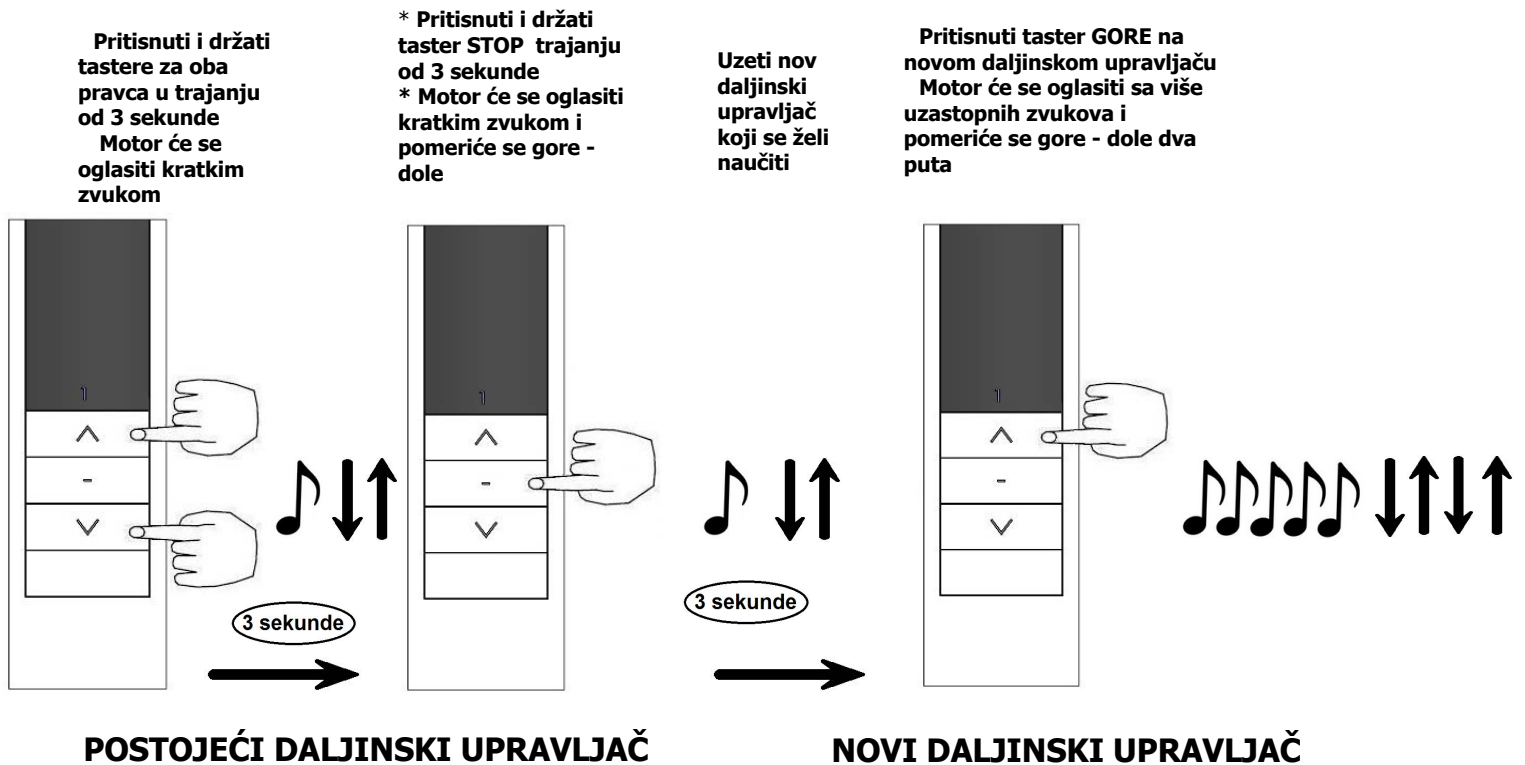 Pritisnuti i držati
tastere za oba
pravca u trajanju
od 3 sekunde
Motor će se
oglasiti kratkim
zvukom
* Pritisnuti i držati
taster STOP trajanju
od 3 sekunde
* Motor će se oglasiti
kratkim zvukom i
pomeriće se gore -
dole
Uzeti nov
daljinski
upravljač
koji se želi
naučiti
Pritisnuti taster GORE na
novom daljinskom upravljaču
Motor će se oglasiti sa više
uzastopnih zvukova i
pomeriće se gore - dole dva
puta
1
1
1
3 sekunde
3 sekunde
POSTOJEĆI DALJINSKI UPRAVLJAČ
NOVI DALJINSKI UPRAVLJAČ